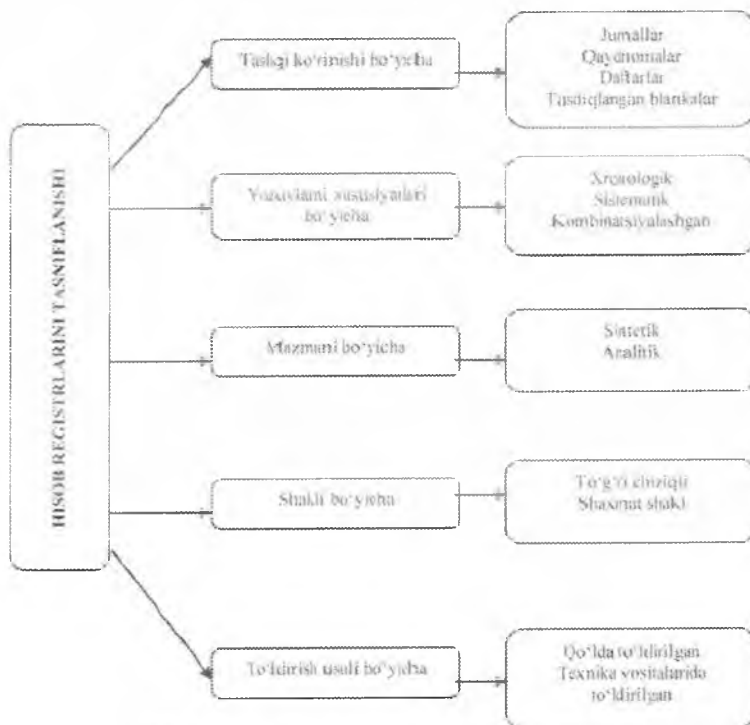 HISOB REGISTRLARINI TASNIFLANISHI
Tashqi ko‘rinishi bo‘yicha
Jurnallar
Qaydnomalar
Daftarlar
Tasdiqlangan blankalar
Yozuvlarni xususiyatlari
bo‘yicha
Xronologik
Sistematik
Kombinatsiyalashgan
Mazmuni bo‘yicha
Sintetik
Analitik
Shakli bo‘yicha
To‘g‘ri chiziqli
Shaxmat shakl
To‘ldirish usuli bo‘yicha
Qo‘lda to‘ldirilgan
Texnika vositalarida
to‘ldirilgan